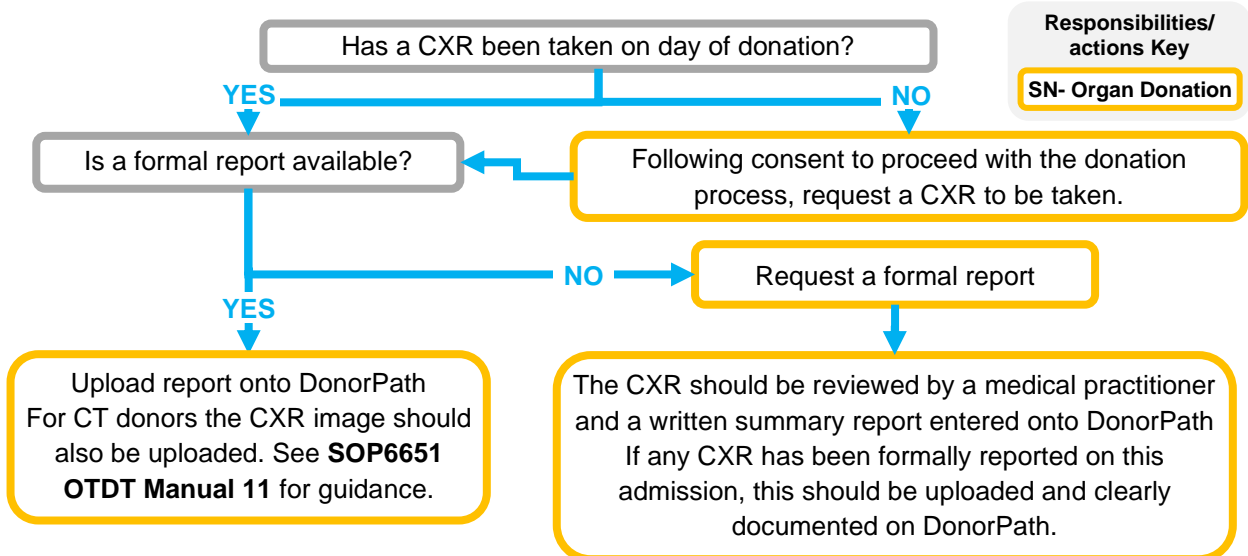 Responsibilities/
actions Key
SN- Organ Donation
Has a CXR been taken on day of donation?
YES
NO
Is a formal report available?
Following consent to proceed with the donation
process, request a CXR to be taken.
NO
Request a formal report
YES
Upload report onto DonorPath
For CT donors the CXR image should
also be uploaded. See SOP6651
OTDT Manual 11 for guidance.
The CXR should be reviewed by a medical practitioner
and a written summary report entered onto DonorPath
If any CXR has been formally reported on this
admission, this should be uploaded and clearly
documented on DonorPath.